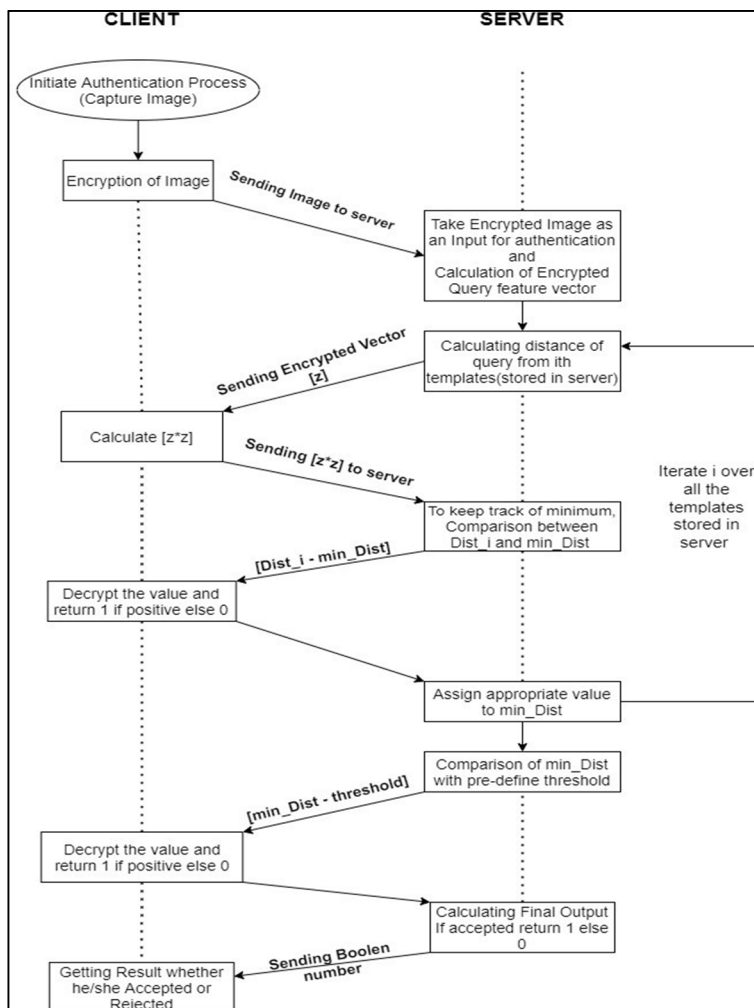 CLIENT
SERVER
Initiate Authentication Process
(Capture Image)
Encryption of Image
Sending Image to server
Take Encrypted Image as
an Input for authentication
and
Calculation of Encrypted
Query feature vector
Calculating distance of
query from ith
templates(stored in server)
Sending Encrypted Vector
[z]
Calculate [z*z]
Sending [z*z] to server
Iterate i over
all the
templates
stored in
server
To keep track of minimum,
Comparison between
Dist_i and min_Dist
[Dist_i - min_Dist]
Decrypt the value and
return 1 if positive else 0
Assign appropriate value
to min_Dist
Comparison of min_Dist
with pre-define threshold
[min_Dist - threshold]
Decrypt the value and
return 1 if positive else 0
Calculating Final Output
If accepted return 1 else
0
Sending Boolen
number
Getting Result whether
he/she Accepted or
Rejected